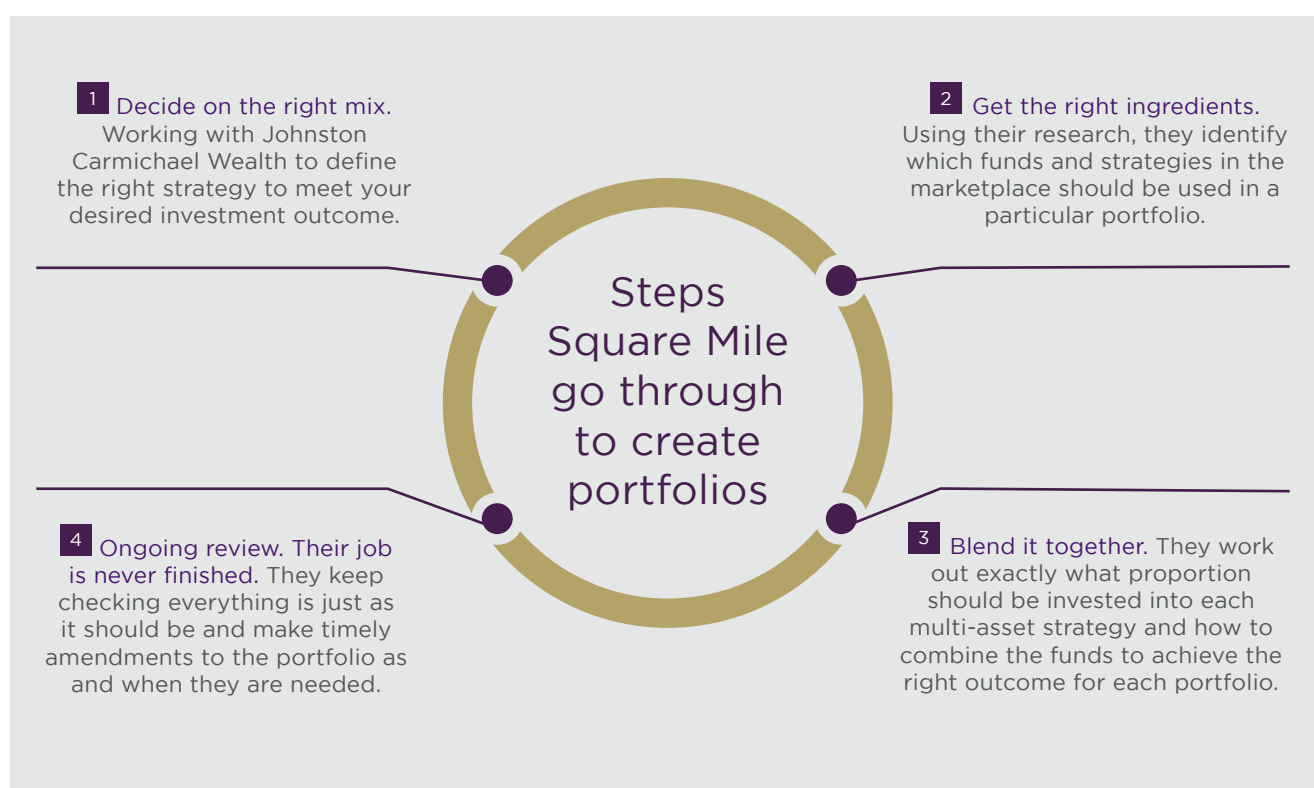 1 Decide on the right mix.
Working with Johnston
Carmichael Wealth to define
the right strategy to meet your
desired investment outcome.
2 Get the right ingredients.
Using their research, they identify
which funds and strategies in the
marketplace should be used in a
particular portfolio.
Steps
Square Mile
go through
to create
portfolios
3 Blend it together. They work
out exactly what proportion
should be invested into each
multi-asset strategy and how to
combine the funds to achieve the
right outcome for each portfolio.
4 Ongoing review. Their job
is never finished. They keep
checking everything is just as
it should be and make timely
amendments to the portfolio as
and when they are needed.